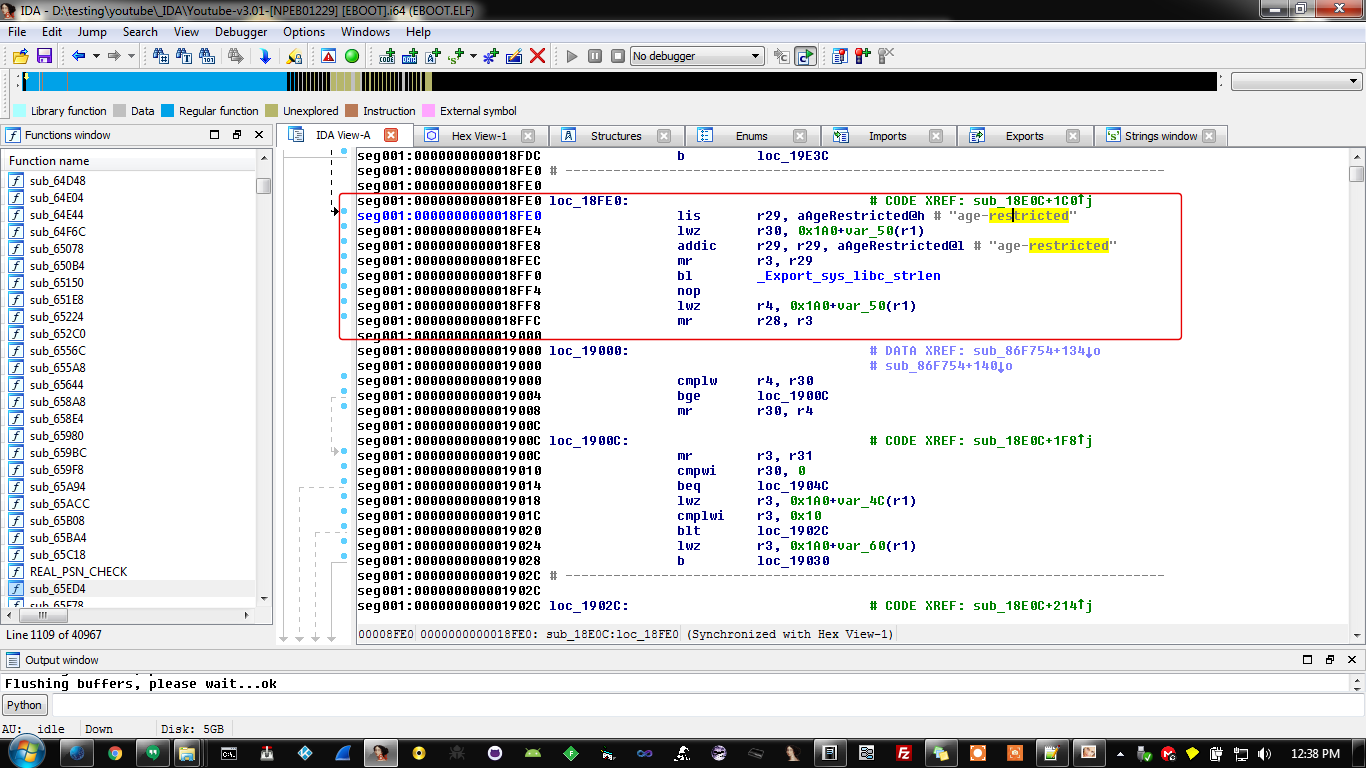 IDA - D:\testing\youtube\_IDA\Youtube-v3.01-[NPEB01229] [EBOOT].i64 (EBOOT.ELF)
File Edit Jump Search View Debugger Options Windows Help
No debugger
Library function Data Regular function Unexplored Instruction External symbol
Functions window
IDA View-A Hex View-1 Structures Enums Imports Exports Strings window
Function name
sub_64D48
sub_64E04
sub_64E44
sub_64F6C
sub_65078
sub_650B4
sub_65150
sub_651E8
sub_65224
sub_652C0
sub_6556C
sub_655A8
sub_65644
sub_658A8
sub_658E4
sub_65980
sub_659BC
sub_659F8
sub_65A94
sub_65ACC
sub_65B08
sub_65BA4
sub_65C18
REAL_PSN_CHECK
sub_65ED4
sub_65F78
Line 1109 of 40967
seg001:0000000000018FDC b loc_19E3C
seg001:0000000000018FE0 # ---------------------------------------------------------------------------
seg001:0000000000018FE0
seg001:0000000000018FE0 loc_18FE0: # CODE XREF: sub_18E0C+1C0↑j
seg001:0000000000018FE0 lis r29, aAgeRestricted@h # "age-restricted"
seg001:0000000000018FE4 lwz r30, 0x1A0+var_50(r1)
seg001:0000000000018FE8 addic r29, r29, aAgeRestricted@l # "age-restricted"
seg001:0000000000018FEC mr r3, r29
seg001:0000000000018FF0 bl _Export_sys_libc_strlen
seg001:0000000000018FF4 nop
seg001:0000000000018FF8 lwz r4, 0x1A0+var_50(r1)
seg001:0000000000018FFC mr r28, r3
seg001:0000000000019000
seg001:0000000000019000 loc_19000: # DATA XREF: sub_86F754+134↓o
seg001:0000000000019000 # sub_86F754+140↓o
seg001:0000000000019000 cmplw r4, r30
seg001:0000000000019004 bge loc_1900C
seg001:0000000000019008 mr r30, r4
seg001:000000000001900C
seg001:000000000001900C loc_1900C: # CODE XREF: sub_18E0C+1F8↑j
seg001:000000000001900C mr r3, r31
seg001:0000000000019010 cmpwi r30, 0
seg001:0000000000019014 beq loc_1904C
seg001:0000000000019018 lwz r3, 0x1A0+var_4C(r1)
seg001:000000000001901C cmplwi r3, 0x10
seg001:0000000000019020 blt loc_1902C
seg001:0000000000019024 lwz r3, 0x1A0+var_60(r1)
seg001:0000000000019028 b loc_19030
seg001:000000000001902C # ---------------------------------------------------------------------------
seg001:000000000001902C
seg001:000000000001902C loc_1902C: # CODE XREF: sub_18E0C+214↑j
00008FE0 0000000000018FE0: sub_18E0C:loc_18FE0 (Synchronized with Hex View-1)
Output window
Flushing buffers, please wait...ok
Python
AU: idle Down Disk: 5GB
12:38 PM